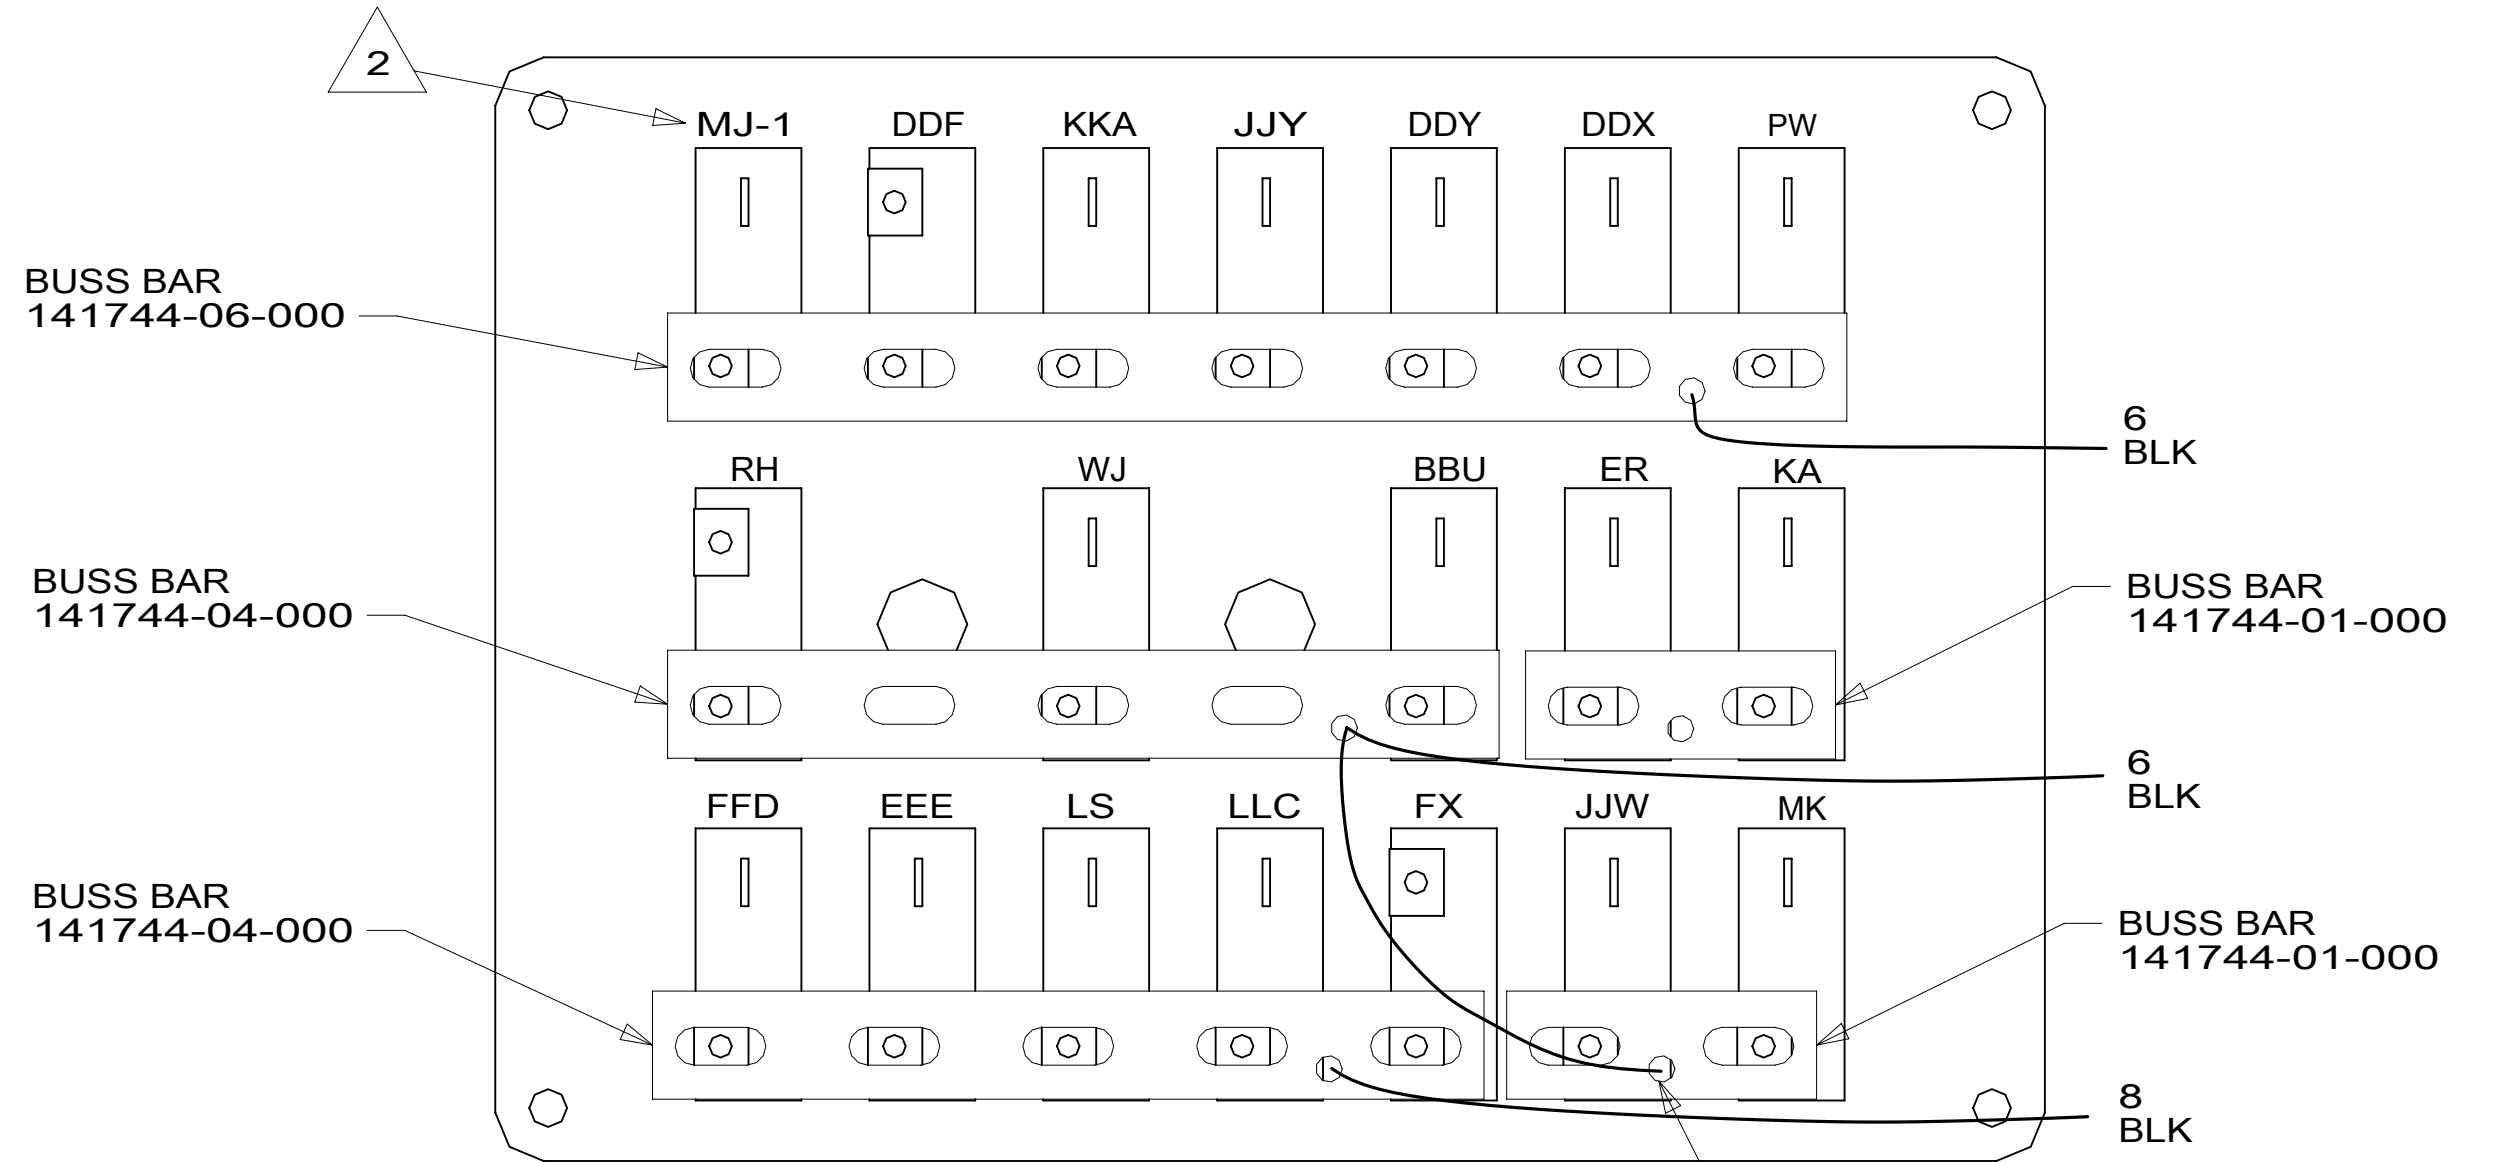 2
MJ-1 DDF KKA JJY DDY DDX PW
BUSS BAR
141744-06-000
6
BLK
RH WJ BBU ER KA
BUSS BAR
141744-04-000
BUSS BAR
141744-01-000
6
BLK
FFD EEE LS LLC FX JJW MK
BUSS BAR
141744-04-000
BUSS BAR
141744-01-000
8
BLK